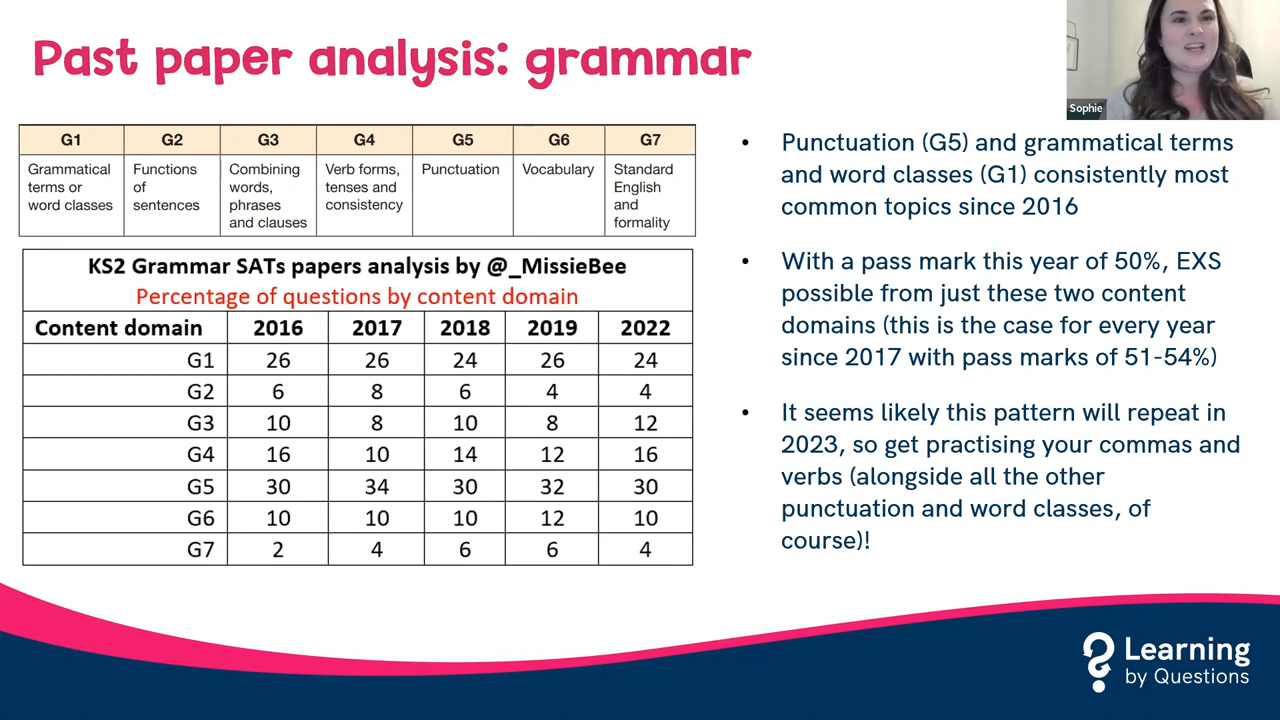 Past paper analysis: grammar
Sophie
G1 G2 G3 G4 G5 G6 G7
Grammatical terms or word classes
Functions of sentences
Combining words, phrases and clauses
Verb forms, tenses and consistency
Punctuation
Vocabulary
Standard English and formality
KS2 Grammar SATs papers analysis by @_MissieBee
Percentage of questions by content domain
Content domain 2016 2017 2018 2019 2022
G1 26 26 24 26 24
G2 6 8 6 4 4
G3 10 8 10 8 12
G4 16 10 14 12 16
G5 30 34 30 32 30
G6 10 10 10 12 10
G7 2 4 6 6 4
• Punctuation (G5) and grammatical terms
and word classes (G1) consistently most
common topics since 2016
• With a pass mark this year of 50%, EXS
possible from just these two content
domains (this is the case for every year
since 2017 with pass marks of 51-54%)
• It seems likely this pattern will repeat in
2023, so get practising your commas and
verbs (alongside all the other
punctuation and word classes, of
course)!
Learning
by Questions